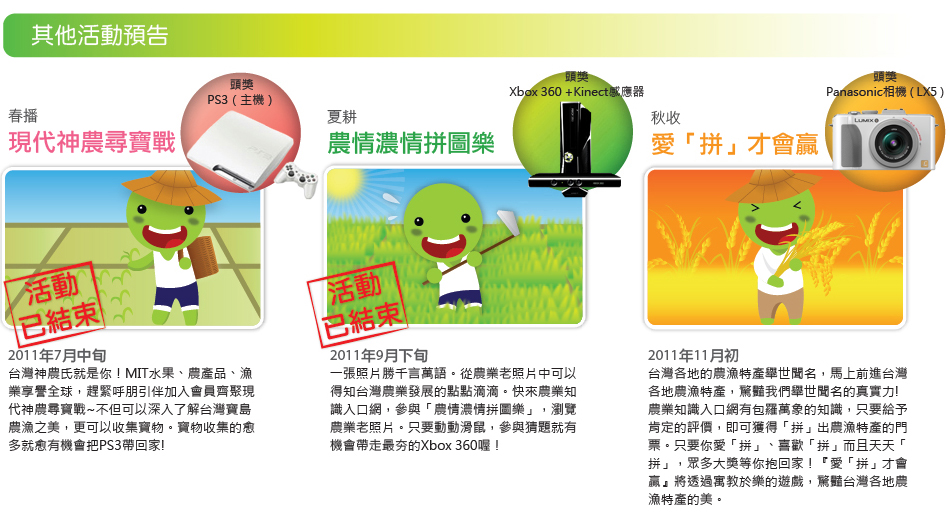 其他活動預告
春播
現代神農尋寶戰
頭獎
PS3（主機）
活動
已結束
2011年7月中旬
台灣神農氏就是你！MIT水果、農產品、漁
業享譽全球，趕緊呼朋引伴加入會員齊聚現
代神農尋寶戰~不但可以深入了解台灣寶島
農漁之美，更可以收集寶物。寶物收集的愈
多就愈有機會把PS3帶回家!
夏耕
農情濃情拼圖樂
頭獎
Xbox 360 +Kinect感應器
活動
已結束
2011年9月下旬
一張照片勝千言萬語。從農業老照片中可以
得知台灣農業發展的點點滴滴。快來農業知
識入口網，參與「農情濃情拼圖樂」，瀏覽
農業老照片。只要動動滑鼠，參與猜題就有
機會帶走最夯的Xbox 360喔！
秋收
愛「拼」才會贏
頭獎
Panasonic相機（LX5）
LUMIX
2011年11月初
台灣各地的農漁特產舉世聞名，馬上前進台灣
各地農漁特產，驚豔我們舉世聞名的真實力!
農業知識入口網有包羅萬象的知識，只要給予
肯定的評價，即可獲得「拼」出農漁特產的門
票。只要你愛「拼」、喜歡「拼」而且天天「
拼」，眾多大獎等你抱回家！『愛「拼」才會
贏』將透過寓教於樂的遊戲，驚豔台灣各地農
漁特產的美。